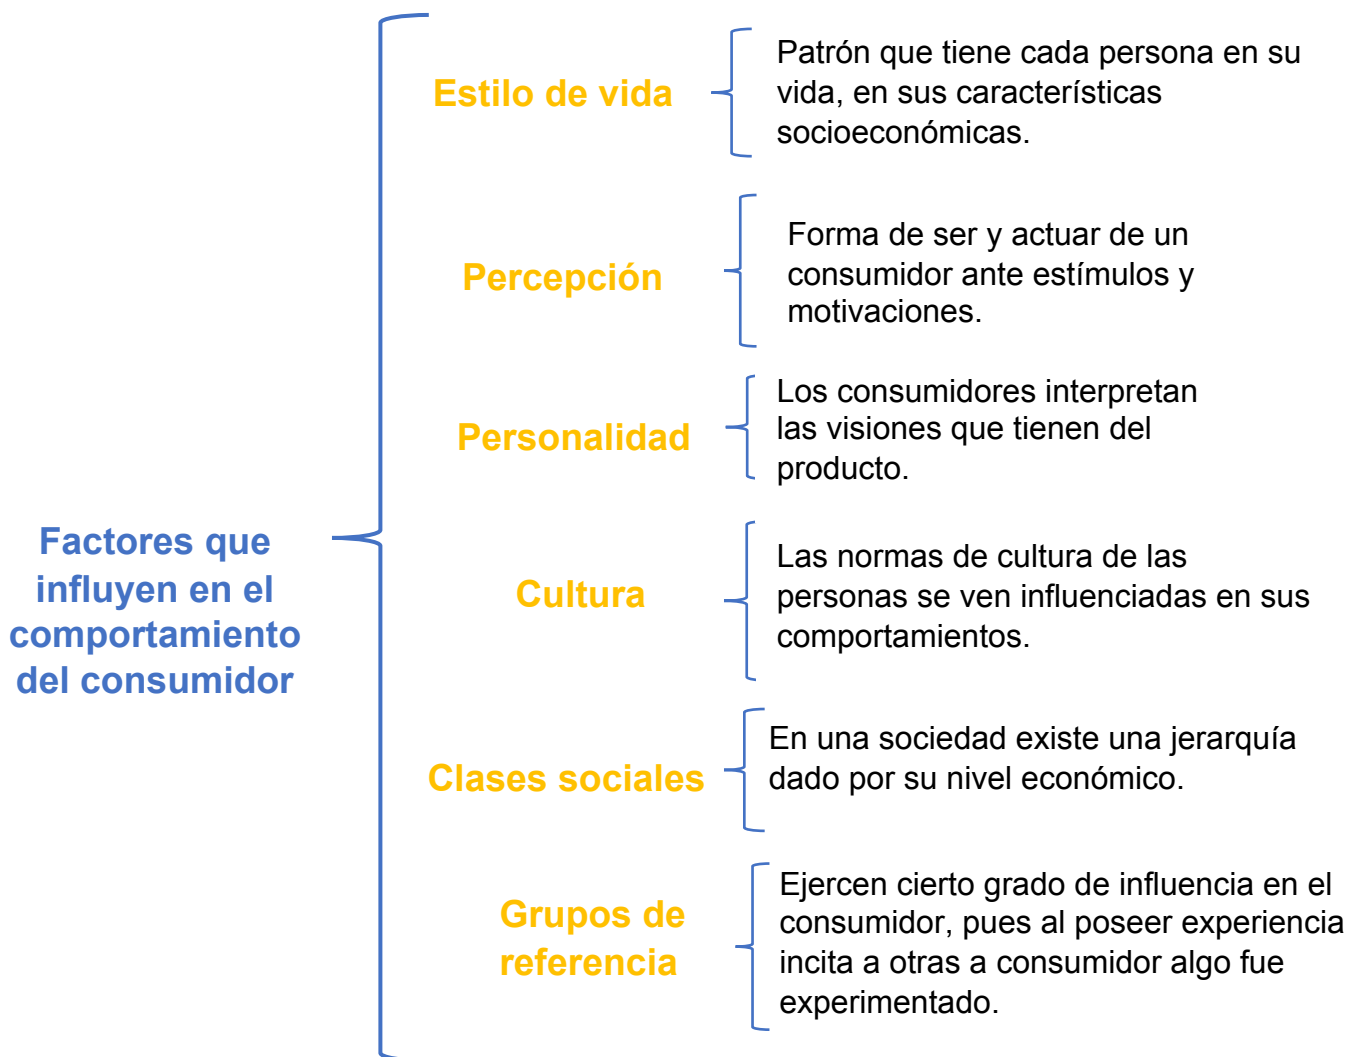 Factores que
influyen en el
comportamiento
del consumidor
Estilo de vida
Patrón que tiene cada persona en su
vida, en sus características
socioeconómicas.
Percepción
Forma de ser y actuar de un
consumidor ante estímulos y
motivaciones.
Personalidad
Los consumidores interpretan
las visiones que tienen del
producto.
Cultura
Las normas de cultura de las
personas se ven influenciadas en sus
comportamientos.
Clases sociales
En una sociedad existe una jerarquía
dado por su nivel económico.
Grupos de
referencia
Ejercen cierto grado de influencia en el
consumidor, pues al poseer experiencia
incita a otras a consumidor algo fue
experimentado.